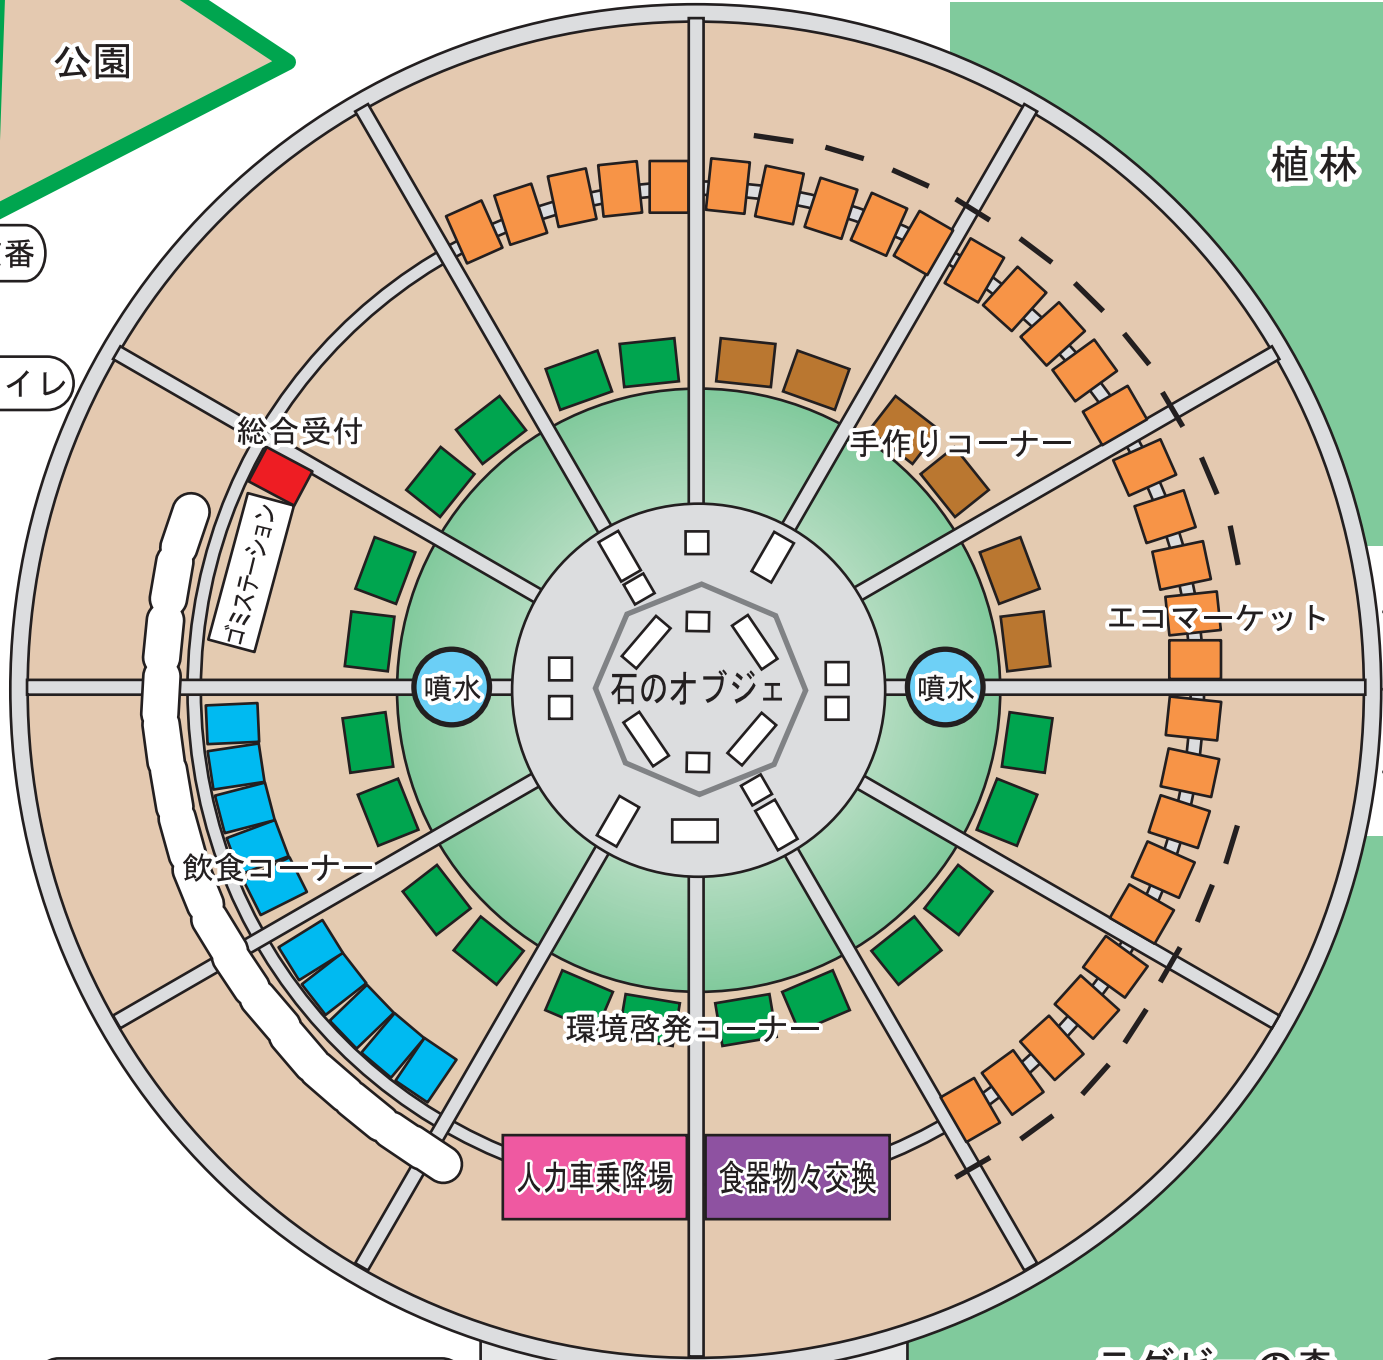 公園
植林
番
イレ
総合受付
手作りコーナー
ゴミステーション
エコマーケット
噴水
石のオブジェ
噴水
飲食コーナー
環境啓発コーナー
人力車乗降場
食器物々交換